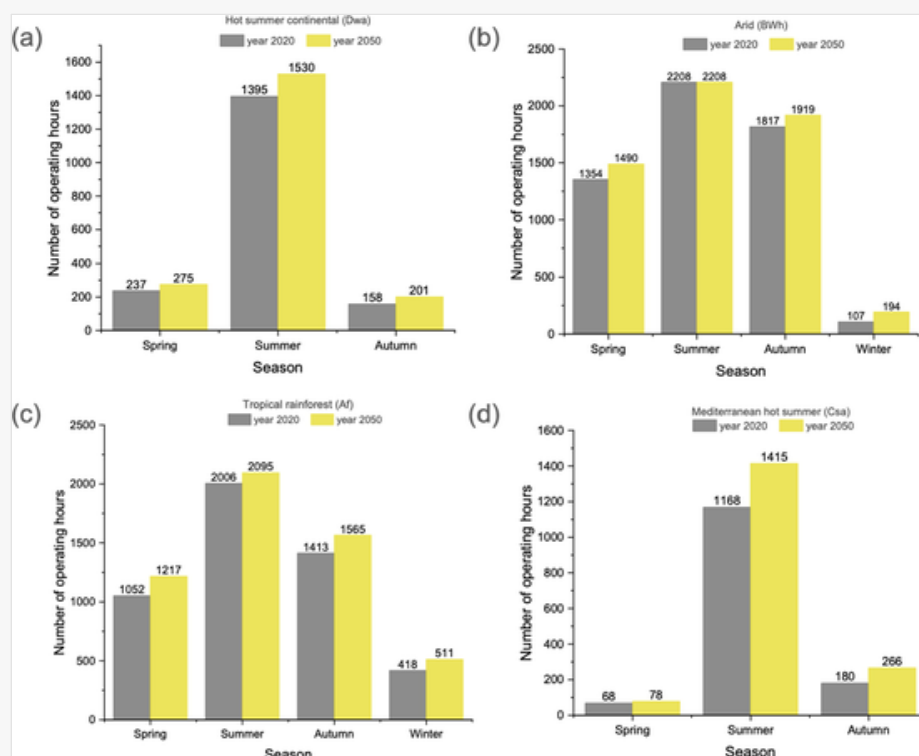 (a)
Hot summer continental (Dwa)
year 2020 year 2050
Number of operating hours
1600
1400
1200
1000
800
600
400
200
0
237 275
1395 1530
158 201
Spring Summer Autumn
Season
(b)
Arid (BWh)
year 2020 year 2050
Number of operating hours
2500
2000
1500
1000
500
0
1354 1490
2208 2208
1817 1919
107 194
Spring Summer Autumn Winter
Season
(c)
Tropical rainforest (Af)
year 2020 year 2050
Number of operating hours
2500
2000
1500
1000
500
0
1052 1217
2006 2095
1413 1565
418 511
Spring Summer Autumn Winter
Season
(d)
Mediterranean hot summer (Csa)
year 2020 year 2050
Number of operating hours
1600
1400
1200
1000
800
600
400
200
0
68 78
1168 1415
180 266
Spring Summer Autumn
Season